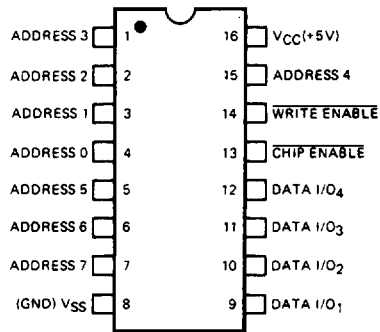 ADDRESS 3 1 16 VCC(+5V)
ADDRESS 2 2 15 ADDRESS 4
ADDRESS 1 3 14 WRITE ENABLE
ADDRESS 0 4 13 CHIP ENABLE
ADDRESS 5 5 12 DATA I/O4
ADDRESS 6 6 11 DATA I/O3
ADDRESS 7 7 10 DATA I/O2
(GND) VSS 8 9 DATA I/O1